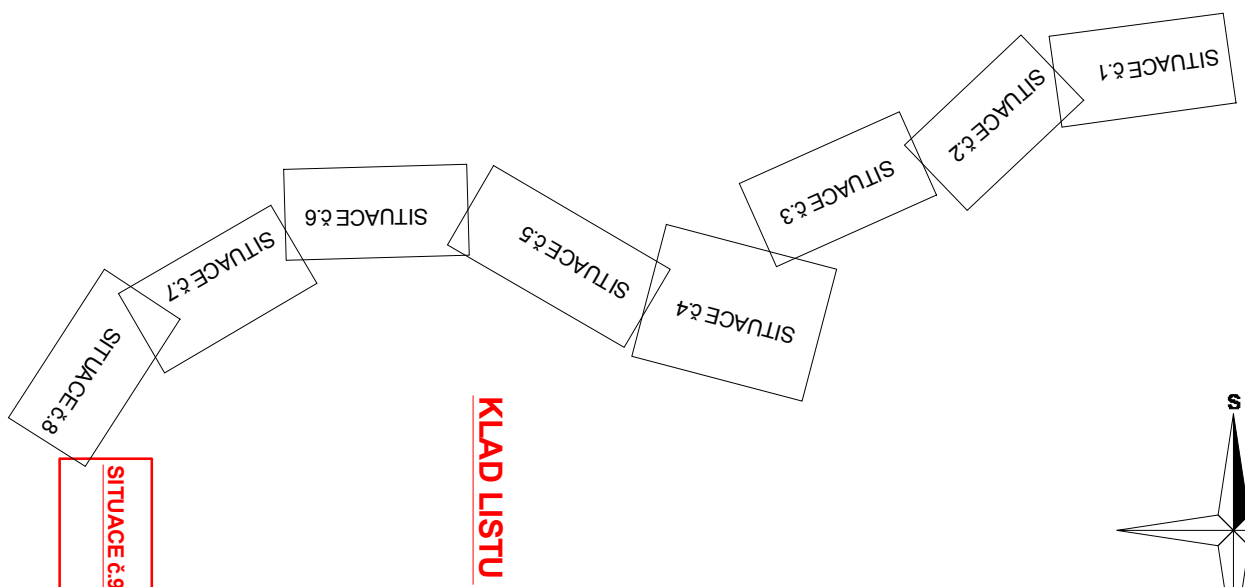 SITUACE č.1
SITUACE č.2
SITUACE č.3
SITUACE č.4
SITUACE č.5
SITUACE č.6
SITUACE č.7
SITUACE č.8
SITUACE č.9
KLAD LISTU
S